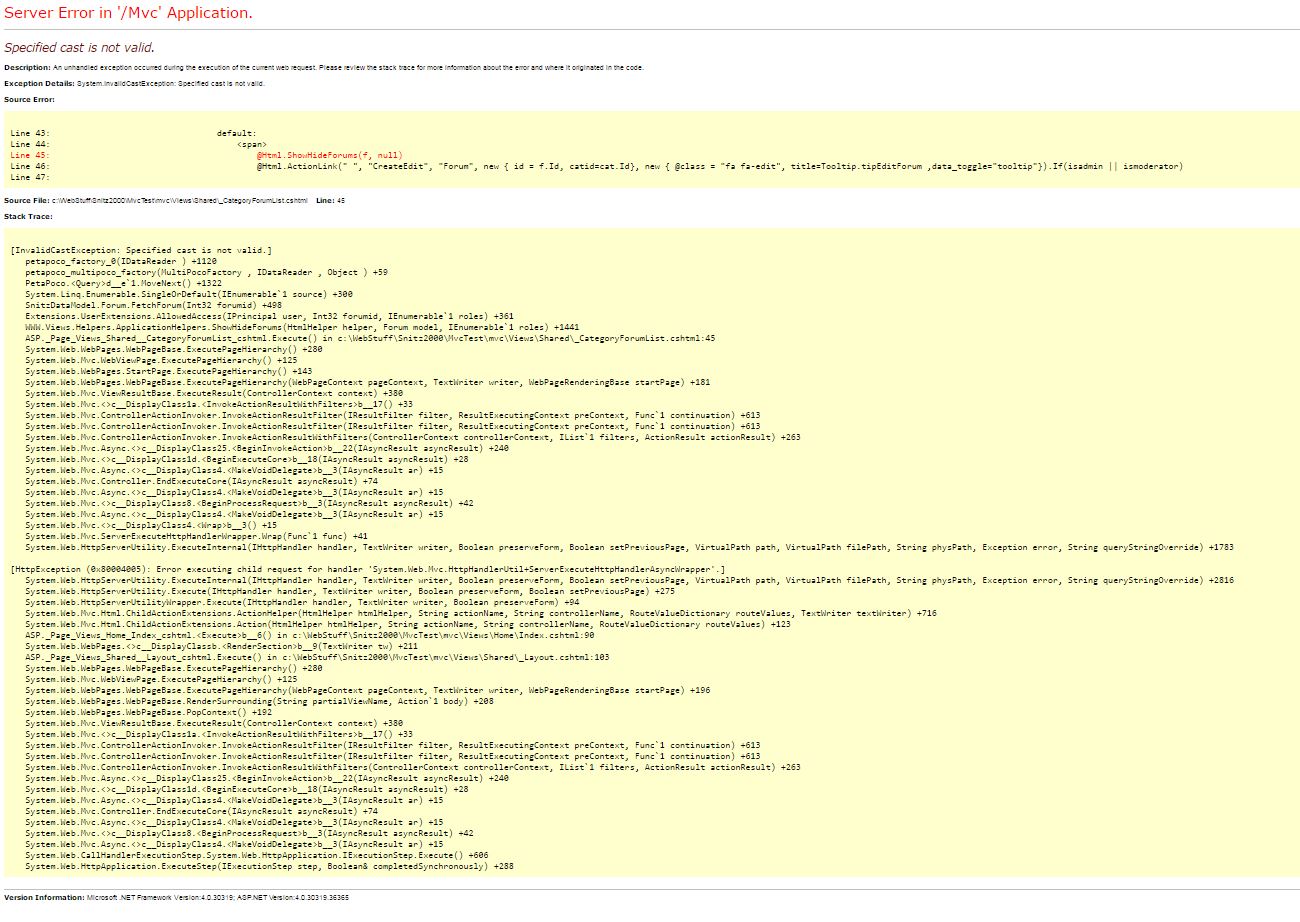 Server Error in '/Mvc' Application.
Specified cast is not valid.
Description: An unhandled exception occurred during the execution of the current web request. Please review the stack trace for more information about the error and where it originated in the code.
Exception Details: System.InvalidCastException: Specified cast is not valid.
Source Error:
Line 43: default:
Line 44: <span>
Line 45: @Html.ShowHideForums(f, null)
Line 46: @Html.ActionLink(" ", "CreateEdit", "Forum", new { id = f.Id, catid=cat.Id}, new { @class = "fa fa-edit", title=Tooltip.tipEditForum ,data_toggle="tooltip"}).If(isadmin || ismoderator)
Line 47:
Source File: c:\WebStuff\Snitz2000\MvcTest\mvc\Views\Shared\_CategoryForumList.cshtml Line: 45
Stack Trace:
[InvalidCastException: Specified cast is not valid.]
petapoco_factory_0(IDataReader ) +1120
petapoco_multipoco_factory(MultiPocoFactory , IDataReader , Object ) +59
PetaPoco.<Query>d__e`1.MoveNext() +1322
System.Linq.Enumerable.SingleOrDefault(IEnumerable`1 source) +300
SnitzDataModel.Forum.FetchForum(Int32 forumid) +498
Extensions.UserExtensions.AllowedAccess(IPrincipal user, Int32 forumid, IEnumerable`1 roles) +361
WWW.Views.Helpers.ApplicationHelpers.ShowHideForums(HtmlHelper helper, Forum model, IEnumerable`1 roles) +1441
ASP._Page_Views_Shared__CategoryForumList_cshtml.Execute() in c:\WebStuff\Snitz2000\MvcTest\mvc\Views\Shared\_CategoryForumList.cshtml:45
System.Web.WebPages.WebPageBase.ExecutePageHierarchy() +280
System.Web.Mvc.WebViewPage.ExecutePageHierarchy() +125
System.Web.WebPages.StartPage.ExecutePageHierarchy() +143
System.Web.WebPages.WebPageBase.ExecutePageHierarchy(WebPageContext pageContext, TextWriter writer, WebPageRenderingBase startPage) +181
System.Web.Mvc.ViewResultBase.ExecuteResult(ControllerContext context) +380
System.Web.Mvc.<>c__DisplayClass1a.<InvokeActionResultWithFilters>b__17() +33
System.Web.Mvc.ControllerActionInvoker.InvokeActionResultFilter(IResultFilter filter, ResultExecutingContext preContext, Func`1 continuation) +613
System.Web.Mvc.ControllerActionInvoker.InvokeActionResultFilter(IResultFilter filter, ResultExecutingContext preContext, Func`1 continuation) +613
System.Web.Mvc.ControllerActionInvoker.InvokeActionResultWithFilters(ControllerContext controllerContext, IList`1 filters, ActionResult actionResult) +263
System.Web.Mvc.Async.<>c__DisplayClass25.<BeginInvokeAction>b__22(IAsyncResult asyncResult) +240
System.Web.Mvc.<>c__DisplayClass1d.<BeginExecuteCore>b__18(IAsyncResult asyncResult) +28
System.Web.Mvc.Async.<>c__DisplayClass4.<MakeVoidDelegate>b__3(IAsyncResult ar) +15
System.Web.Mvc.Controller.EndExecuteCore(IAsyncResult asyncResult) +74
System.Web.Mvc.Async.<>c__DisplayClass4.<MakeVoidDelegate>b__3(IAsyncResult ar) +15
System.Web.Mvc.<>c__DisplayClass8.<BeginProcessRequest>b__3(IAsyncResult asyncResult) +42
System.Web.Mvc.Async.<>c__DisplayClass4.<MakeVoidDelegate>b__3(IAsyncResult ar) +15
System.Web.Mvc.<>c__DisplayClass4.<Wrap>b__3() +15
System.Web.Mvc.ServerExecuteHttpHandlerWrapper.Wrap(Func`1 func) +41
System.Web.HttpServerUtility.ExecuteInternal(IHttpHandler handler, TextWriter writer, Boolean preserveForm, Boolean setPreviousPage, VirtualPath path, VirtualPath filePath, String physPath, Exception error, String queryStringOverride) +1783
[HttpException (0x80004005): Error executing child request for handler 'System.Web.Mvc.HttpHandlerUtil+ServerExecuteHttpHandlerAsyncWrapper'.]
System.Web.HttpServerUtility.ExecuteInternal(IHttpHandler handler, TextWriter writer, Boolean preserveForm, Boolean setPreviousPage, VirtualPath path, VirtualPath filePath, String physPath, Exception error, String queryStringOverride) +2816
System.Web.HttpServerUtility.Execute(IHttpHandler handler, TextWriter writer, Boolean preserveForm, Boolean setPreviousPage) +275
System.Web.HttpServerUtilityWrapper.Execute(IHttpHandler handler, TextWriter writer, Boolean preserveForm) +94
System.Web.Mvc.Html.ChildActionExtensions.ActionHelper(HtmlHelper htmlHelper, String actionName, String controllerName, RouteValueDictionary routeValues, TextWriter textWriter) +716
System.Web.Mvc.Html.ChildActionExtensions.Action(HtmlHelper htmlHelper, String actionName, String controllerName, RouteValueDictionary routeValues) +123
ASP._Page_Views_Home_Index_cshtml.<Execute>b__6() in c:\WebStuff\Snitz2000\MvcTest\mvc\Views\Home\Index.cshtml:90
System.Web.WebPages.<>c__DisplayClassb.<RenderSection>b__9(TextWriter tw) +211
ASP._Page_Views_Shared__Layout_cshtml.Execute() in c:\WebStuff\Snitz2000\MvcTest\mvc\Views\Shared\_Layout.cshtml:103
System.Web.WebPages.WebPageBase.ExecutePageHierarchy() +280
System.Web.Mvc.WebViewPage.ExecutePageHierarchy() +125
System.Web.WebPages.WebPageBase.ExecutePageHierarchy(WebPageContext pageContext, TextWriter writer, WebPageRenderingBase startPage) +196
System.Web.WebPages.WebPageBase.RenderSurrounding(String partialViewName, Action`1 body) +208
System.Web.WebPages.WebPageBase.PopContext() +192
System.Web.Mvc.ViewResultBase.ExecuteResult(ControllerContext context) +380
System.Web.Mvc.<>c__DisplayClass1a.<InvokeActionResultWithFilters>b__17() +33
System.Web.Mvc.ControllerActionInvoker.InvokeActionResultFilter(IResultFilter filter, ResultExecutingContext preContext, Func`1 continuation) +613
System.Web.Mvc.ControllerActionInvoker.InvokeActionResultFilter(IResultFilter filter, ResultExecutingContext preContext, Func`1 continuation) +613
System.Web.Mvc.ControllerActionInvoker.InvokeActionResultWithFilters(ControllerContext controllerContext, IList`1 filters, ActionResult actionResult) +263
System.Web.Mvc.Async.<>c__DisplayClass25.<BeginInvokeAction>b__22(IAsyncResult asyncResult) +240
System.Web.Mvc.<>c__DisplayClass1d.<BeginExecuteCore>b__18(IAsyncResult asyncResult) +28
System.Web.Mvc.Async.<>c__DisplayClass4.<MakeVoidDelegate>b__3(IAsyncResult ar) +15
System.Web.Mvc.Controller.EndExecuteCore(IAsyncResult asyncResult) +74
System.Web.Mvc.Async.<>c__DisplayClass4.<MakeVoidDelegate>b__3(IAsyncResult ar) +15
System.Web.Mvc.<>c__DisplayClass8.<BeginProcessRequest>b__3(IAsyncResult asyncResult) +42
System.Web.Mvc.Async.<>c__DisplayClass4.<MakeVoidDelegate>b__3(IAsyncResult ar) +15
System.Web.CallHandlerExecutionStep.System.Web.HttpApplication.IExecutionStep.Execute() +606
System.Web.HttpApplication.ExecuteStep(IExecutionStep step, Boolean& completedSynchronously) +288
Version Information: Microsoft .NET Framework Version:4.0.30319; ASP.NET Version:4.0.30319.36365